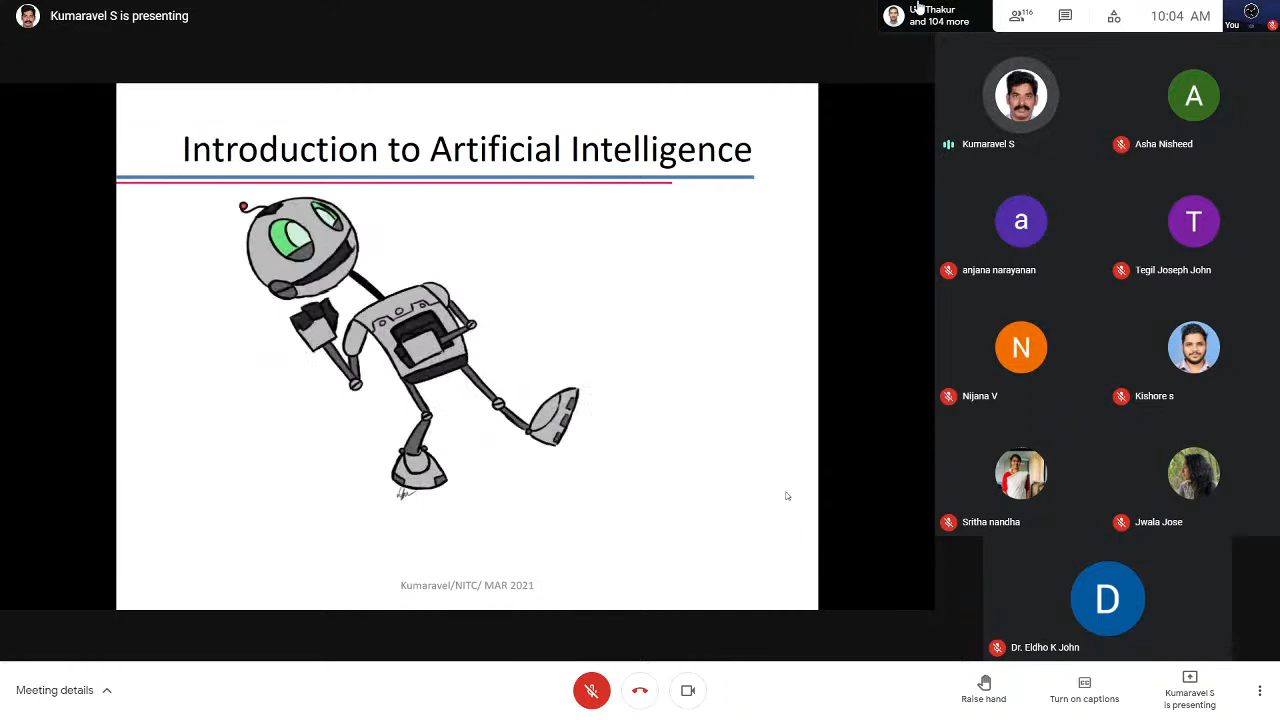 Kumaravel S is presenting
Thakur
and 104 more
116
10:04 AM
You
Introduction to Artificial Intelligence
Kumaravel/NITC/ MAR 2021
Kumaravel S
A
Asha Nisheed
a
anjana narayanan
T
Tegil Joseph John
N
Nijana V
Kishore s
Sritha nandha
Jwala Jose
D
Dr. Eldho K John
Meeting details
Raise hand
Turn on captions
Kumaravel S
is presenting